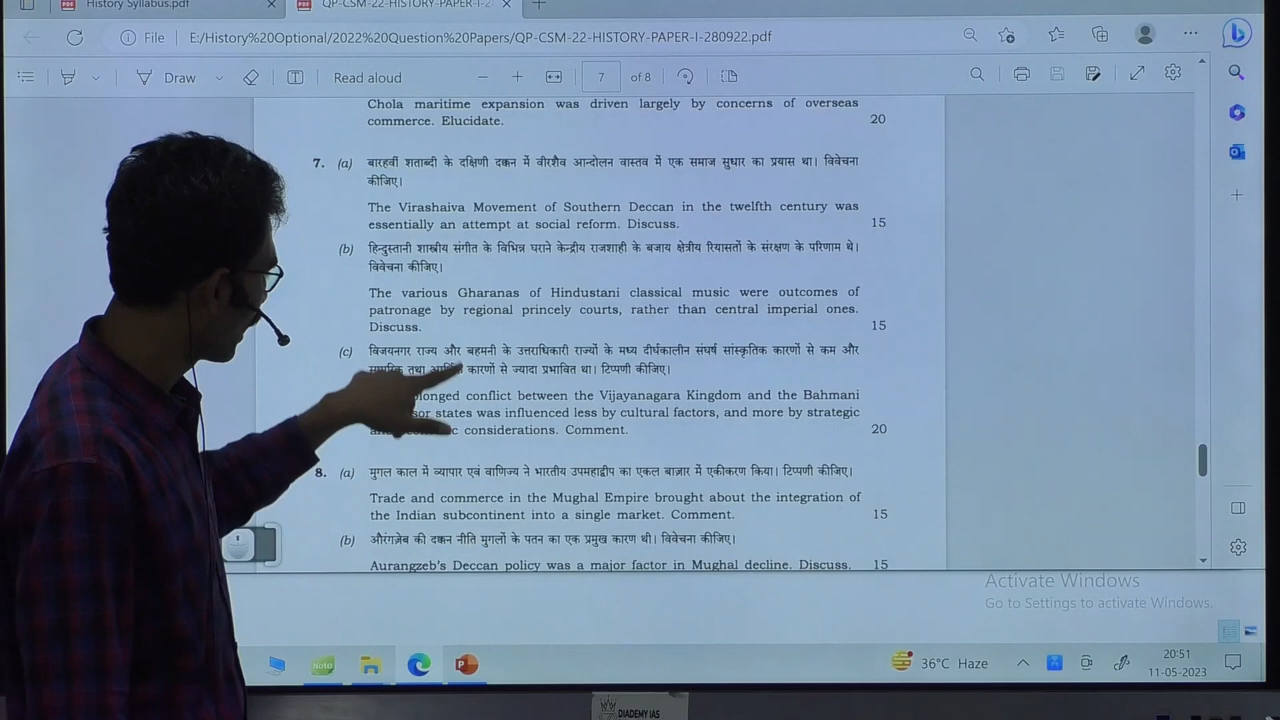 History Syllabus.pdf
QP-CSM-22-HISTORY-PAPER-I-2
File E:/History%20Optional/2022%20Question%20Papers/QP-CSM-22-HISTORY-PAPER-I-280922.pdf
Draw Read aloud 7 of 8
Chola maritime expansion was driven largely by concerns of overseas
commerce. Elucidate. 20
7. (a) बारहवीं शताब्दी के दक्षिणी दक्कन में वीरशैव आन्दोलन वास्तव में एक समाज सुधार का प्रयास था। विवेचना
कीजिए।
The Virashaiva Movement of Southern Deccan in the twelfth century was
essentially an attempt at social reform. Discuss. 15
(b) हिन्दुस्तानी शास्त्रीय संगीत के विभिन्न घराने केन्द्रीय राजशाही के बजाय क्षेत्रीय रियासतों के संरक्षण के परिणाम थे।
विवेचना कीजिए।
The various Gharanas of Hindustani classical music were outcomes of
patronage by regional princely courts, rather than central imperial ones.
Discuss. 15
(c) विजयनगर राज्य और बहमनी के उत्तराधिकारी राज्यों के मध्य दीर्घकालीन संघर्ष सांस्कृतिक कारणों से कम और
तथा कारणों से ज्यादा प्रभावित था। टिप्पणी कीजिए।
conflict between the Vijayanagara Kingdom and the Bahmani
states was influenced less by cultural factors, and more by strategic
considerations. Comment. 20
8. (a) मुगल काल में व्यापार एवं वाणिज्य ने भारतीय उपमहाद्वीप का एकल बाज़ार में एकीकरण किया। टिप्पणी कीजिए।
Trade and commerce in the Mughal Empire brought about the integration of
the Indian subcontinent into a single market. Comment. 15
(b) औरंगज़ेब की दक्कन नीति मुगलों के पतन का एक प्रमुख कारण थी। विवेचना कीजिए।
Aurangzeb's Deccan policy was a major factor in Mughal decline. Discuss. 15
Activate Windows
Go to Settings to activate Windows.
36°C Haze 20:51
11-05-2023
DIADEMY IAS